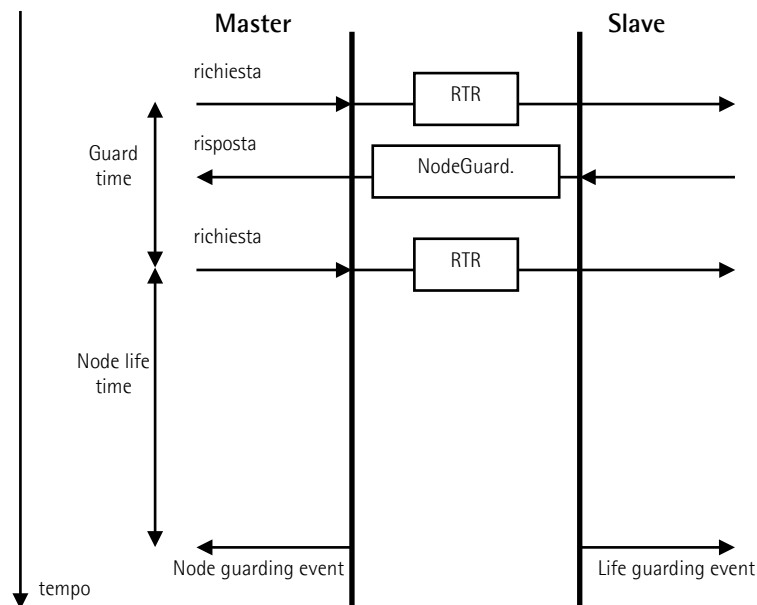 Master
Slave
richiesta
RTR
Guard
time
risposta
NodeGuard.
richiesta
RTR
Node life
time
Node guarding event
Life guarding event
tempo